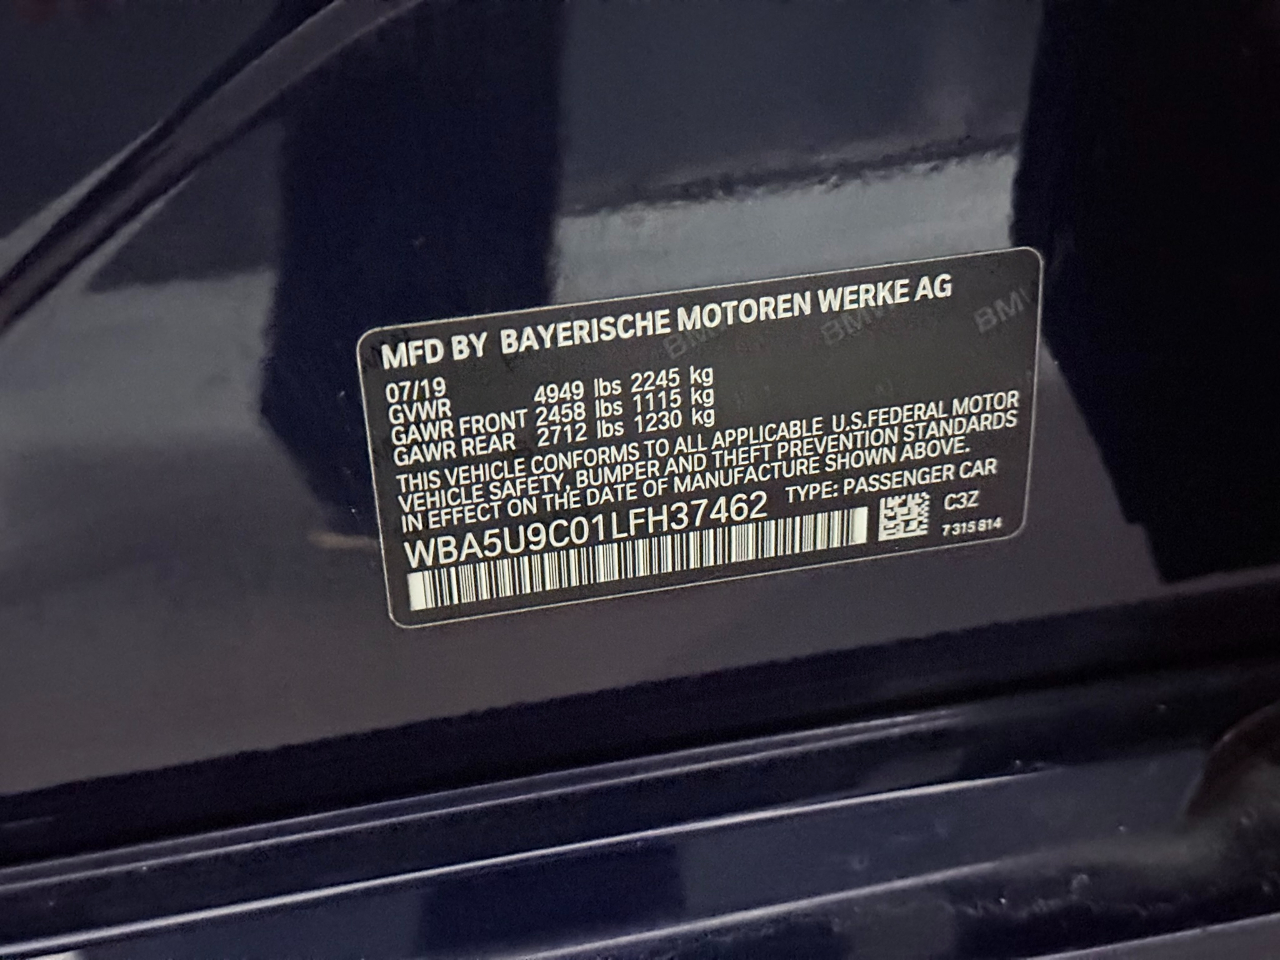 MFD BY BAYERISCHE MOTOREN WERKE AG
07/19
GVWR 4949 lbs 2245 kg
GAWR FRONT 2458 lbs 1115 kg
GAWR REAR 2712 lbs 1230 kg
THIS VEHICLE CONFORMS TO ALL APPLICABLE U.S.FEDERAL MOTOR
VEHICLE SAFETY, BUMPER AND THEFT PREVENTION STANDARDS
IN EFFECT ON THE DATE OF MANUFACTURE SHOWN ABOVE.
WBA5U9C01LFH37462 TYPE: PASSENGER CAR
C3Z
7 315 814
BMW
BMW
BMW